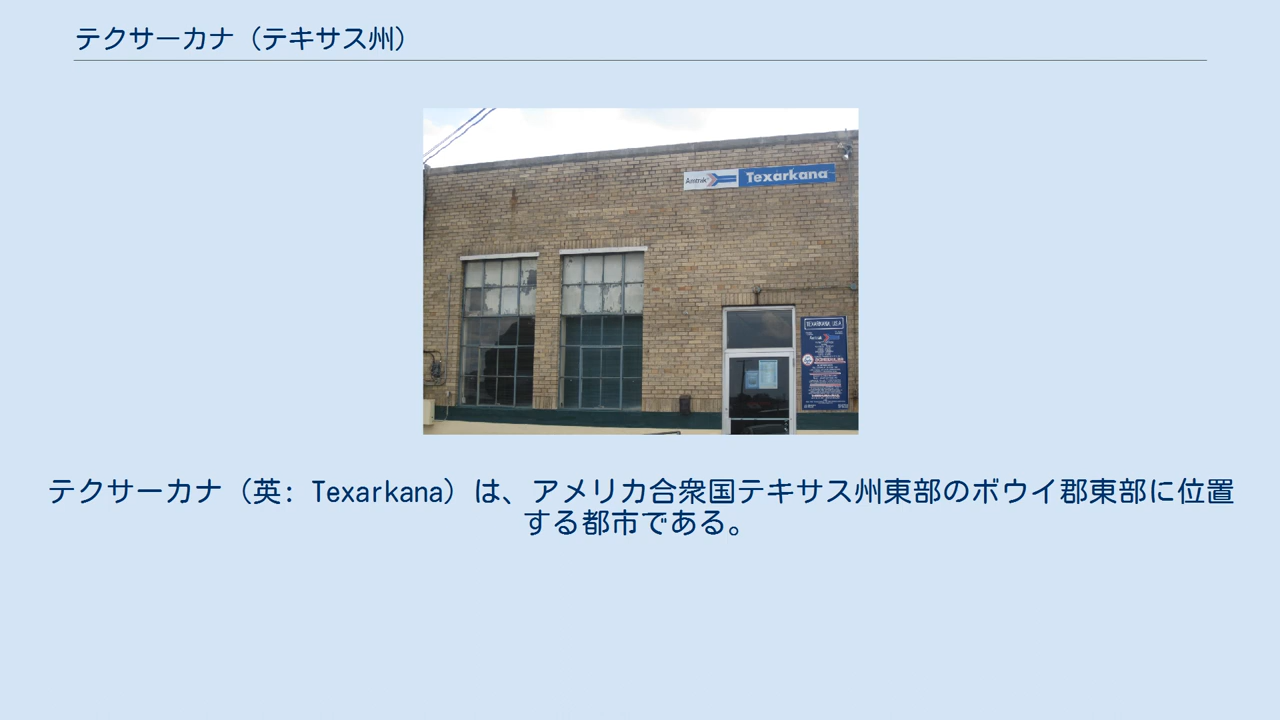 テクサーカナ（テキサス州）
Amtrak Texarkana
TEXARKANA, USA
Amtrak
テクサーカナ（英: Texarkana）は、アメリカ合衆国テキサス州東部のボウイ郡東部に位置
する都市である。